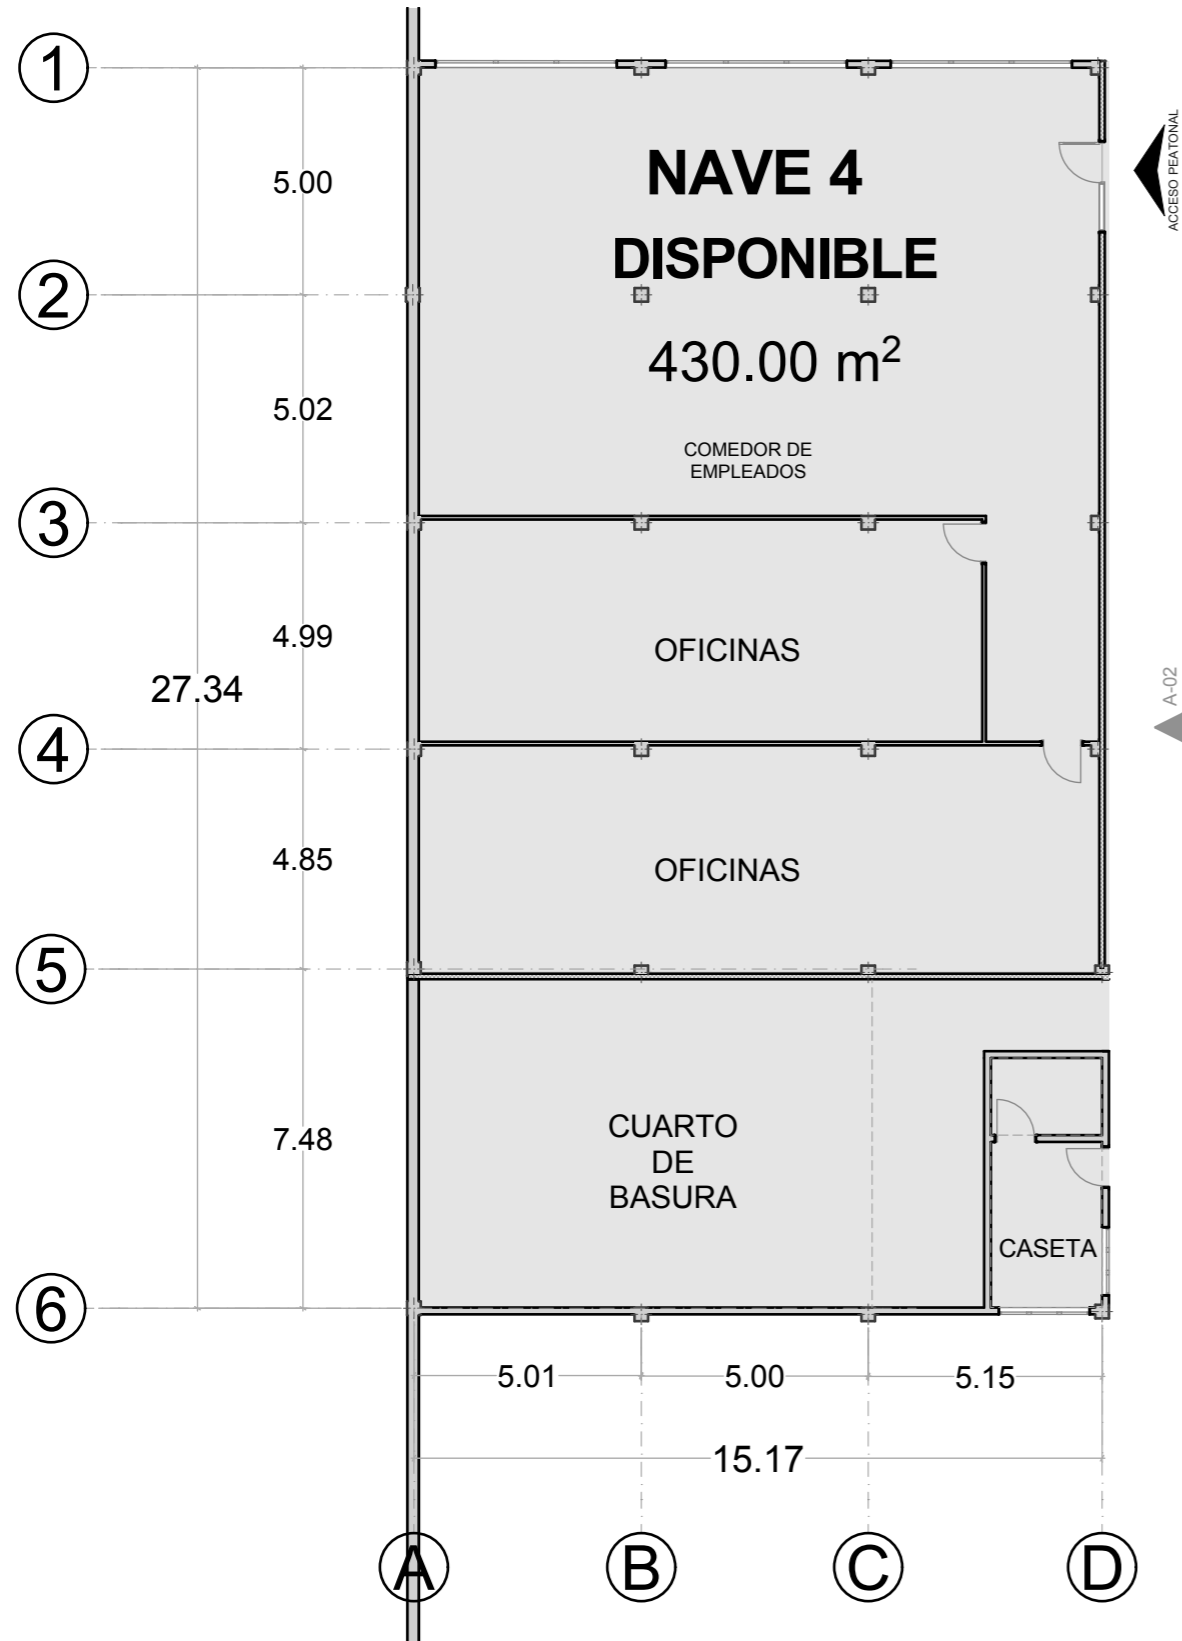 1
ACCESO PEATONAL
5.00
NAVE 4
DISPONIBLE
2
430.00 m²
5.02
COMEDOR DE
EMPLEADOS
3
4.99
OFICINAS
27.34
A-02
4
4.85
OFICINAS
5
7.48
CUARTO
DE
BASURA
CASETA
6
5.01
5.00
5.15
15.17
A
B
C
D